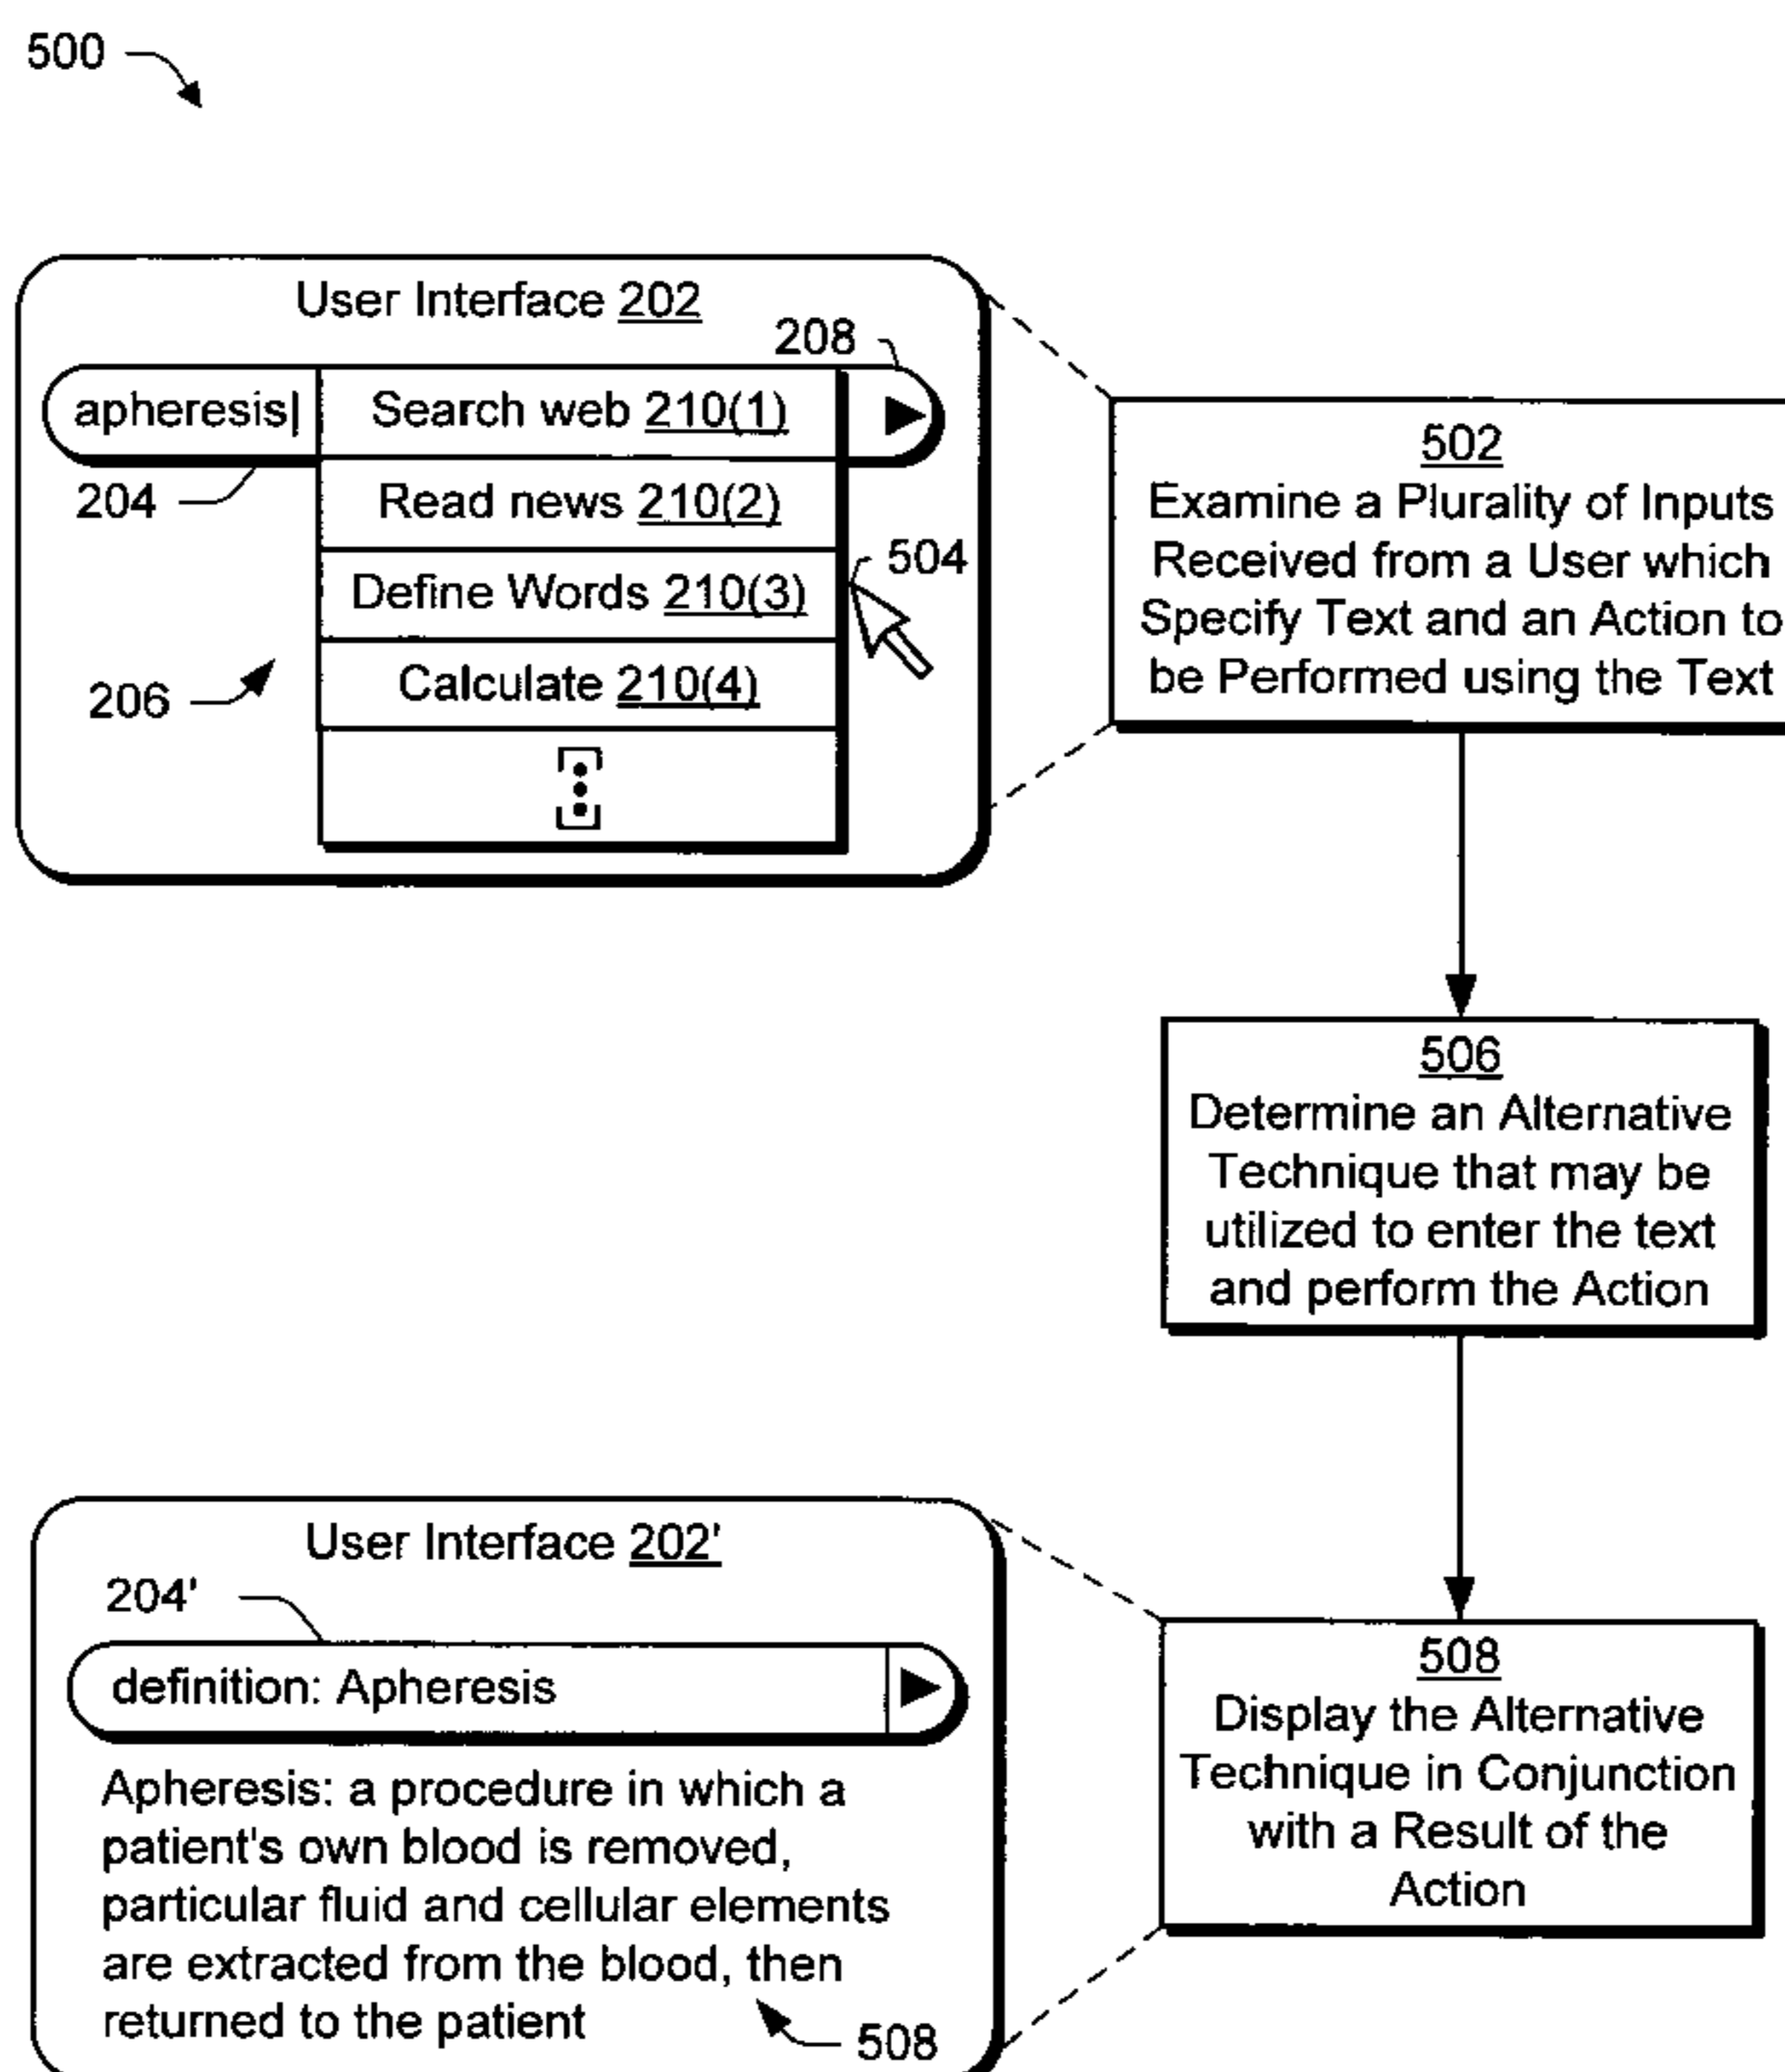 500
User Interface 202
208
apheresis
Search web 210(1)
204
Read news 210(2)
504
Define Words 210(3)
206
Calculate 210(4)
502
Examine a Plurality of Inputs
Received from a User which
Specify Text and an Action to
be Performed using the Text
506
Determine an Alternative
Technique that may be
utilized to enter the text
and perform the Action
User Interface 202'
204'
definition: Apheresis
Apheresis: a procedure in which a
patient's own blood is removed,
particular fluid and cellular elements
are extracted from the blood, then
returned to the patient
508
508
Display the Alternative
Technique in Conjunction
with a Result of the
Action